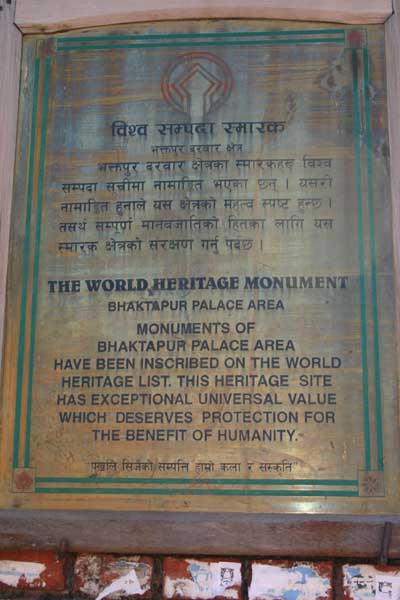 विश्व सम्पदा स्मारक
भक्तपुर दरवार क्षेत्र
भक्तपुर दरवार क्षेत्रका स्मारकहरु विश्व
सम्पदा सूचीमा नामाङ्कित भएका छन् । यसरी
नामाङ्कित हुनाले यस क्षेत्रको महत्व स्पष्ट हुन्छ ।
तसर्थ सम्पूर्ण मानवजातिको हितका लागि यस
स्मारक क्षेत्रको संरक्षण गर्नु पर्दछ ।
THE WORLD HERITAGE MONUMENT
BHAKTAPUR PALACE AREA
MONUMENTS OF
BHAKTAPUR PALACE AREA
HAVE BEEN INSCRIBED ON THE WORLD
HERITAGE LIST. THIS HERITAGE SITE
HAS EXCEPTIONAL UNIVERSAL VALUE
WHICH DESERVES PROTECTION FOR
THE BENEFIT OF HUMANITY.
सिर्जेको सम्पत्ति हाम्रो कला र संस्कृति"